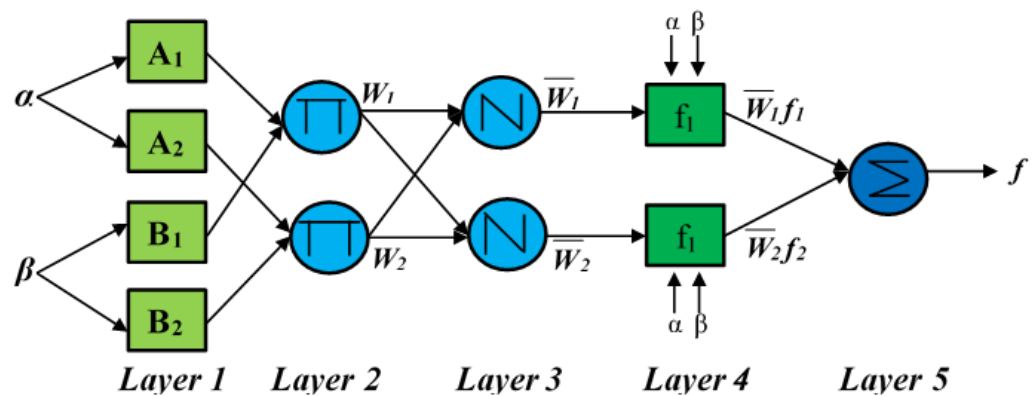 α β
A₁
W₁ W̅₁ f₁ W̅₁f₁
α
A₂
∏ N
Σ f
B₁
∏ N f₁
β W₂ W̅₂ W̅₂f₂
B₂
α β
Layer 1 Layer 2 Layer 3 Layer 4 Layer 5